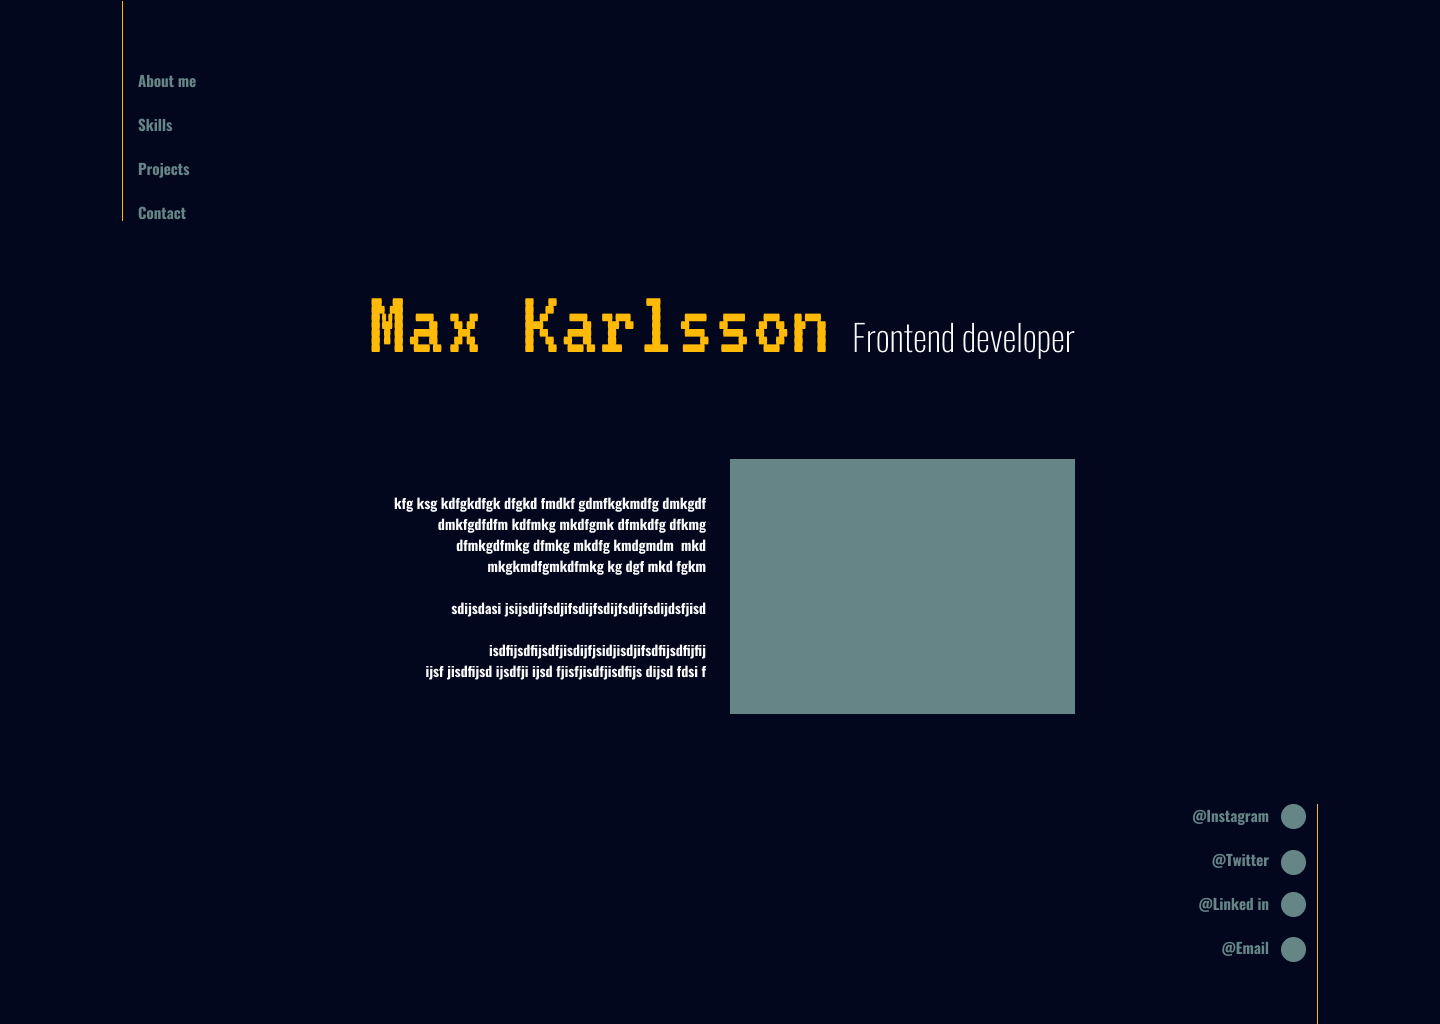 About me
Skills
Projects
Contact
Max Karlsson Frontend developer
kfg ksg kdfgkdfgk dfgkd fmdkf gdmfkgkmdfg dmkgdf
dmkfgdfdfm kdfmkg mkdfgmk dfmkdfg dfkmg
dfmkgdfmkg dfmkg mkdfg kmdgmdm  mkd
mkgkmdfgmkdfmkg kg dgf mkd fgkm
sdijsdasi jsijsdijfsdjifsdijfsdijfsdijfsdijdsfjisd
isdfijsdfijsdfjisdijfjsidjisdjifsdfijsdfijfij
ijsf jisdfijsd ijsdfji ijsd fjisfjisdfjisdfijs dijsd fdsi f
@Instagram
@Twitter
@Linked in
@Email